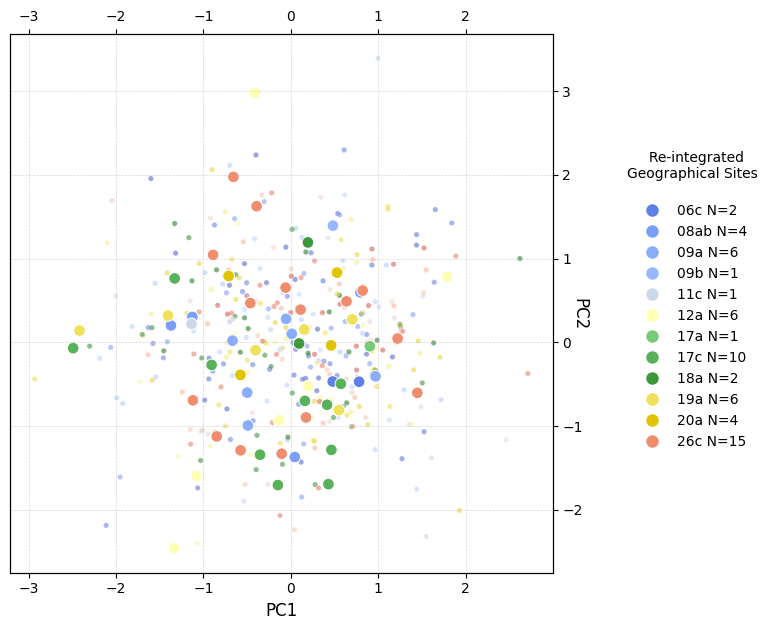 −3 −2 −1 0 1 2
3
2
1
0
−1
−2
PC2
−3 −2 −1 0 1 2
PC1
Re-integrated
Geographical Sites
06c N=2
08ab N=4
09a N=6
09b N=1
11c N=1
12a N=6
17a N=1
17c N=10
18a N=2
19a N=6
20a N=4
26c N=15